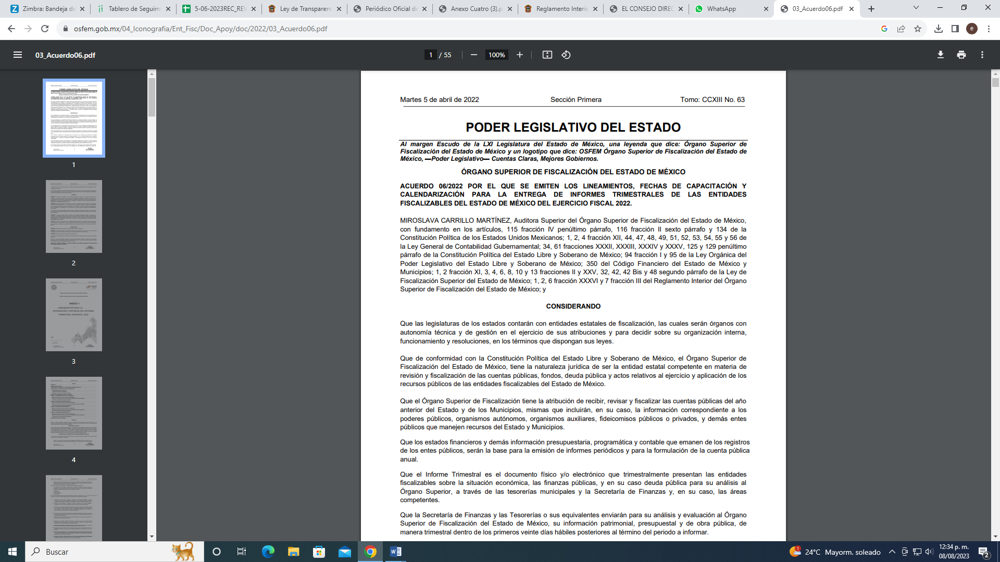 Zimbra: Bandeja de
Tablero de Seguimi
5-06-2023REC_REV
Ley de Transparenc
Periódico Oficial de
Anexo Cuatro (3).p
Reglamento Interio
EL CONSEJO DIREC
WhatsApp
03_Acuerdo06.pdf
osfem.gob.mx/04_Iconografia/Ent_Fisc/Doc_Apoy/doc/2022/03_Acuerdo06.pdf
e
03_Acuerdo06.pdf
1 / 55
100%
1
2
3
4
ANEXO 1
Martes 5 de abril de 2022 Sección Primera Tomo: CCXIII No. 63
PODER LEGISLATIVO DEL ESTADO
Al margen Escudo de la LXI Legislatura del Estado de México, una leyenda que dice: Órgano Superior de
Fiscalización del Estado de México y un logotipo que dice: OSFEM Órgano Superior de Fiscalización del Estado de
México, —Poder Legislativo— Cuentas Claras, Mejores Gobiernos.
ÓRGANO SUPERIOR DE FISCALIZACIÓN DEL ESTADO DE MÉXICO
ACUERDO 06/2022 POR EL QUE SE EMITEN LOS LINEAMIENTOS, FECHAS DE CAPACITACIÓN Y
CALENDARIZACIÓN PARA LA ENTREGA DE INFORMES TRIMESTRALES DE LAS ENTIDADES
FISCALIZABLES DEL ESTADO DE MÉXICO DEL EJERCICIO FISCAL 2022.
MIROSLAVA CARRILLO MARTÍNEZ, Auditora Superior del Órgano Superior de Fiscalización del Estado de México,
con fundamento en los artículos, 115 fracción IV penúltimo párrafo, 116 fracción II sexto párrafo y 134 de la
Constitución Política de los Estados Unidos Mexicanos; 1, 2, 4 fracción XII, 44, 47, 48, 49, 51, 52, 53, 54, 55 y 56 de
la Ley General de Contabilidad Gubernamental; 34, 61 fracciones XXXII, XXXIII, XXXIV y XXXV, 125 y 129 penúltimo
párrafo de la Constitución Política del Estado Libre y Soberano de México; 94 fracción I y 95 de la Ley Orgánica del
Poder Legislativo del Estado Libre y Soberano de México; 350 del Código Financiero del Estado de México y
Municipios; 1, 2 fracción XI, 3, 4, 6, 8, 10 y 13 fracciones II y XXV, 32, 42, 42 Bis y 48 segundo párrafo de la Ley de
Fiscalización Superior del Estado de México; 1, 2, 6 fracción XXXVI y 7 fracción III del Reglamento Interior del Órgano
Superior de Fiscalización del Estado de México; y
CONSIDERANDO
Que las legislaturas de los estados contarán con entidades estatales de fiscalización, las cuales serán órganos con
autonomía técnica y de gestión en el ejercicio de sus atribuciones y para decidir sobre su organización interna,
funcionamiento y resoluciones, en los términos que dispongan sus leyes.
Que de conformidad con la Constitución Política del Estado Libre y Soberano de México, el Órgano Superior de
Fiscalización del Estado de México, tiene la naturaleza jurídica de ser la entidad estatal competente en materia de
revisión y fiscalización de las cuentas públicas, fondos, deuda pública y actos relativos al ejercicio y aplicación de los
recursos públicos de las entidades fiscalizables del Estado de México.
Que el Órgano Superior de Fiscalización tiene la atribución de recibir, revisar y fiscalizar las cuentas públicas del año
anterior del Estado y de los Municipios, mismas que incluirán, en su caso, la información correspondiente a los
poderes públicos, organismos autónomos, organismos auxiliares, fideicomisos públicos o privados, y demás entes
públicos que manejen recursos del Estado y Municipios.
Que los estados financieros y demás información presupuestaria, programática y contable que emanen de los registros
de los entes públicos, serán la base para la emisión de informes periódicos y para la formulación de la cuenta pública
anual.
Que el Informe Trimestral es el documento físico y/o electrónico que trimestralmente presentan las entidades
fiscalizables sobre la situación económica, las finanzas públicas, y en su caso deuda pública para su análisis al
Órgano Superior, a través de las tesorerías municipales y la Secretaría de Finanzas y, en su caso, las áreas
competentes.
Que la Secretaría de Finanzas y las Tesorerías o sus equivalentes enviarán para su análisis y evaluación al Órgano
Superior de Fiscalización del Estado de México, su información patrimonial, presupuestal y de obra pública, de
manera trimestral dentro de los primeros veinte días hábiles posteriores al término del periodo a informar.
Buscar
1
24°C Mayorm. soleado
12:34 p. m.
08/08/2023
2